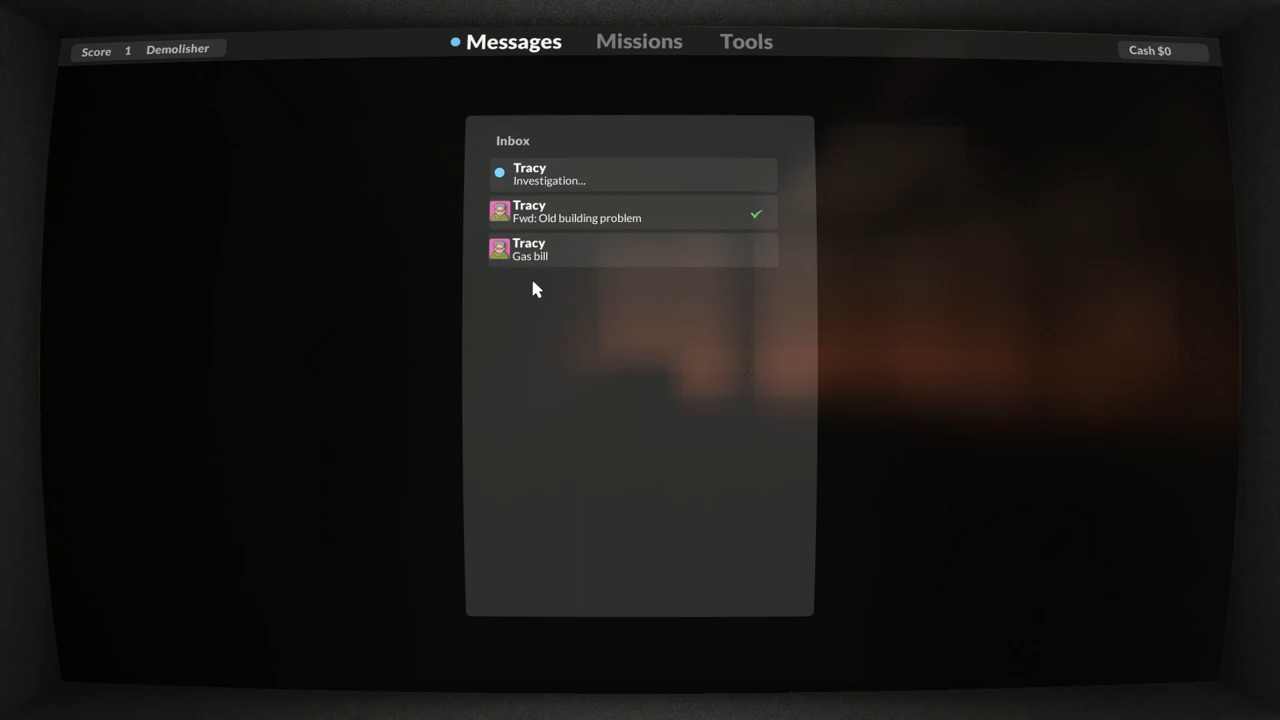 Score 1 Demolisher
Messages Missions Tools
Cash $0
Inbox
Tracy
Investigation...
Tracy
Fwd: Old building problem
Tracy
Gas bill